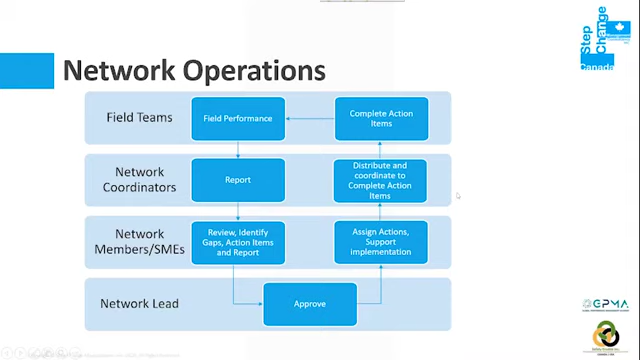 Step
Change
Canada
Network Operations
Field Teams
Field Performance
Complete Action
Items
Network
Coordinators
Report
Distribute and
coordinate to
Complete Action
Items
Network
Members/SMEs
Review, Identify
Gaps, Action Items
and Report
Assign Actions,
Support
implementation
Network Lead
Approve
GPMA